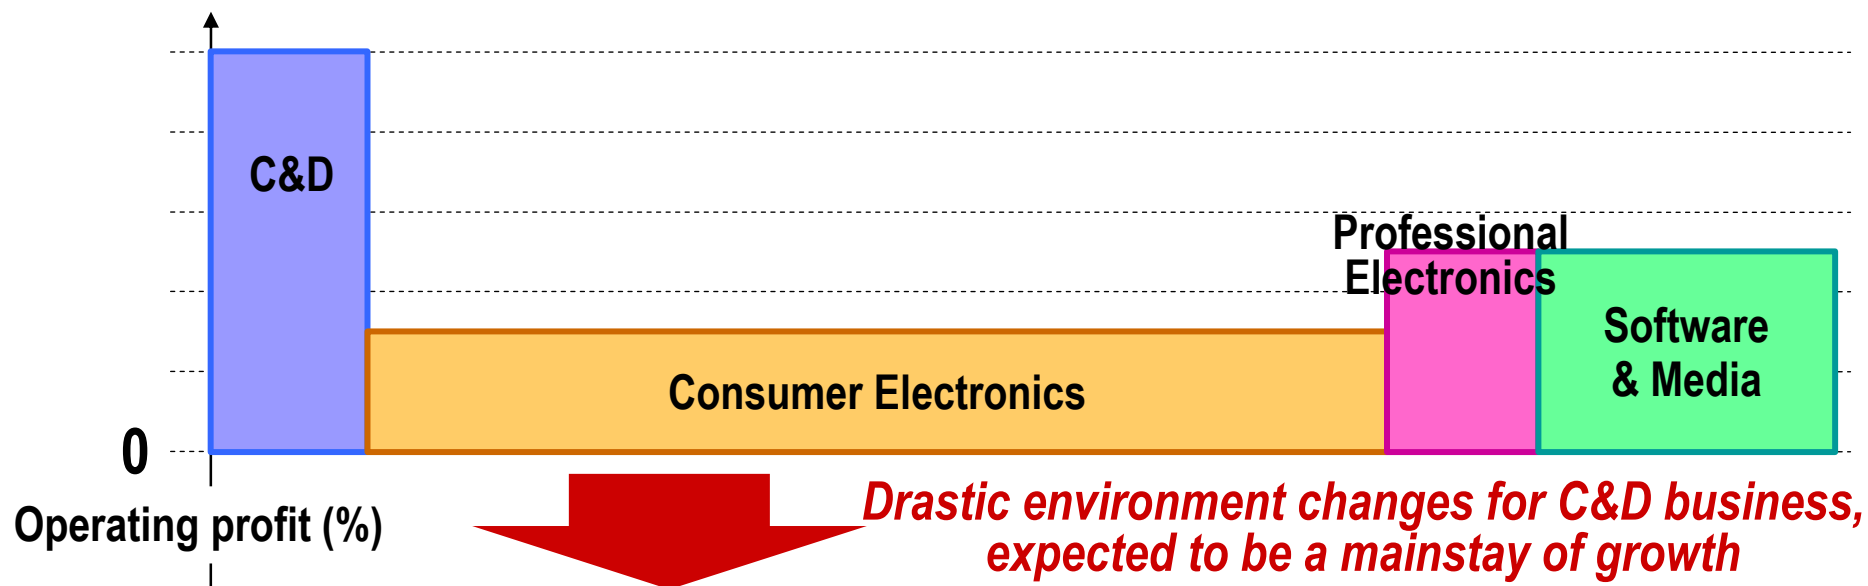 C&D
Professional
Electronics
Software
& Media
Consumer Electronics
0
Operating profit (%)
Drastic environment changes for C&D business,
expected to be a mainstay of growth